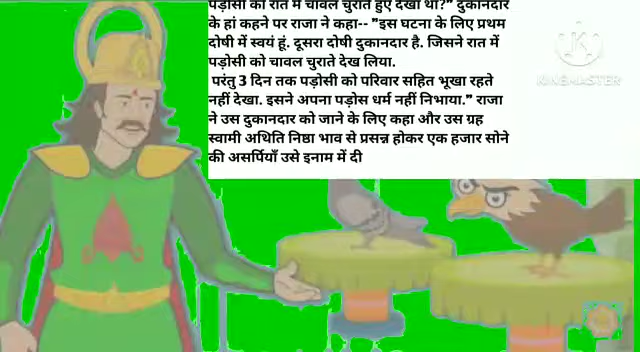 पड़ोसी को रात में चावल चुराते हुए देखा था?” दुकानदार
के हां कहने पर राजा ने कहा-- ”इस घटना के लिए प्रथम
दोषी में स्वयं हूं. दूसरा दोषी दुकानदार है. जिसने रात में
पड़ोसी को चावल चुराते देख लिया.
परंतु 3 दिन तक पड़ोसी को परिवार सहित भूखा रहते
नहीं देखा. इसने अपना पड़ोस धर्म नहीं निभाया.” राजा
ने उस दुकानदार को जाने के लिए कहा और उस ग्रह
स्वामी अथिति निष्ठा भाव से प्रसन्न होकर एक हजार सोने
की असर्पियाँ उसे इनाम में दी
KINEMASTER